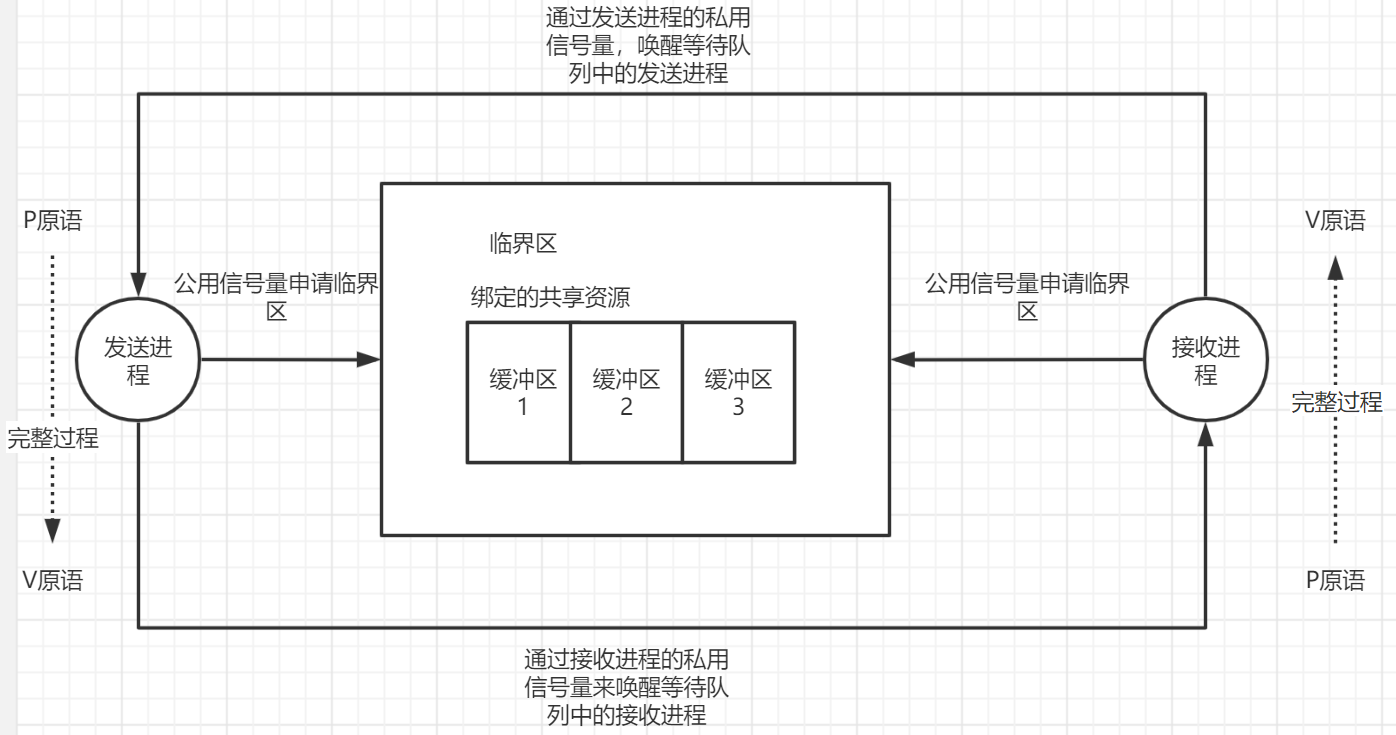 通过发送进程的私用
信号量，唤醒等待队
列中的发送进程
P原语
V原语
临界区
公用信号量申请临界
区
绑定的共享资源
公用信号量申请临界
区
发送进
程
缓冲区
1
缓冲区
2
缓冲区
3
接收进
程
完整过程
完整过程
V原语
P原语
通过接收进程的私用
信号量来唤醒等待队
列中的接收进程